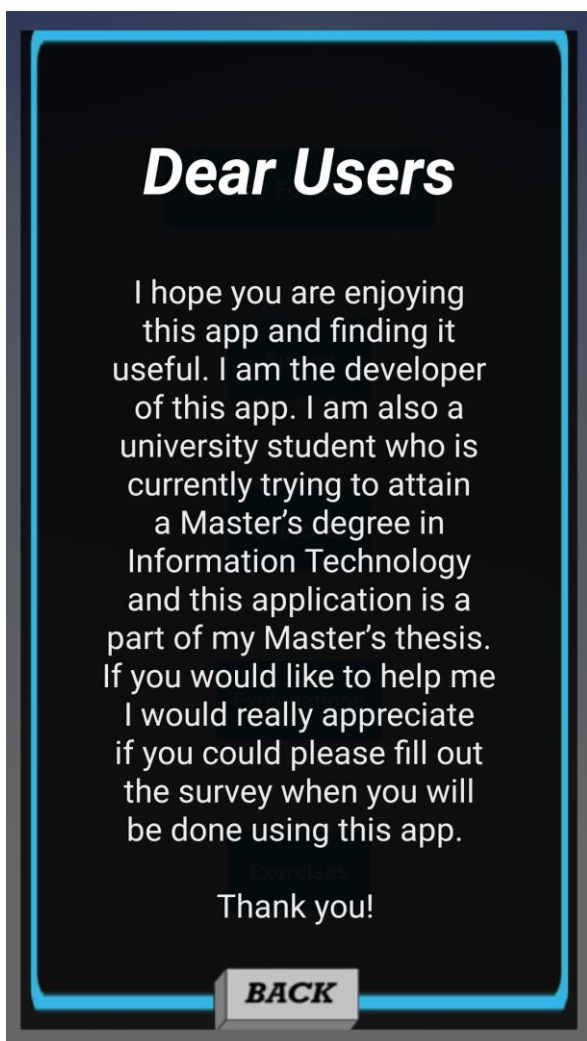 Dear Users
I hope you are enjoying
this app and finding it
useful. I am the developer
of this app. I am also a
university student who is
currently trying to attain
a Master’s degree in
Information Technology
and this application is a
part of my Master’s thesis.
If you would like to help me
I would really appreciate
if you could please fill out
the survey when you will
be done using this app.
Exercises
Thank you!
BACK